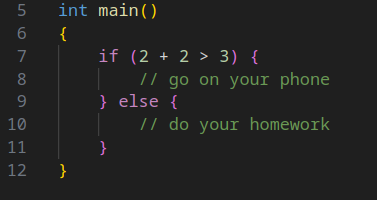 5 int main()
6 {
7     if (2 + 2 > 3) {
8         // go on your phone
9     } else {
10         // do your homework
11     }
12 }